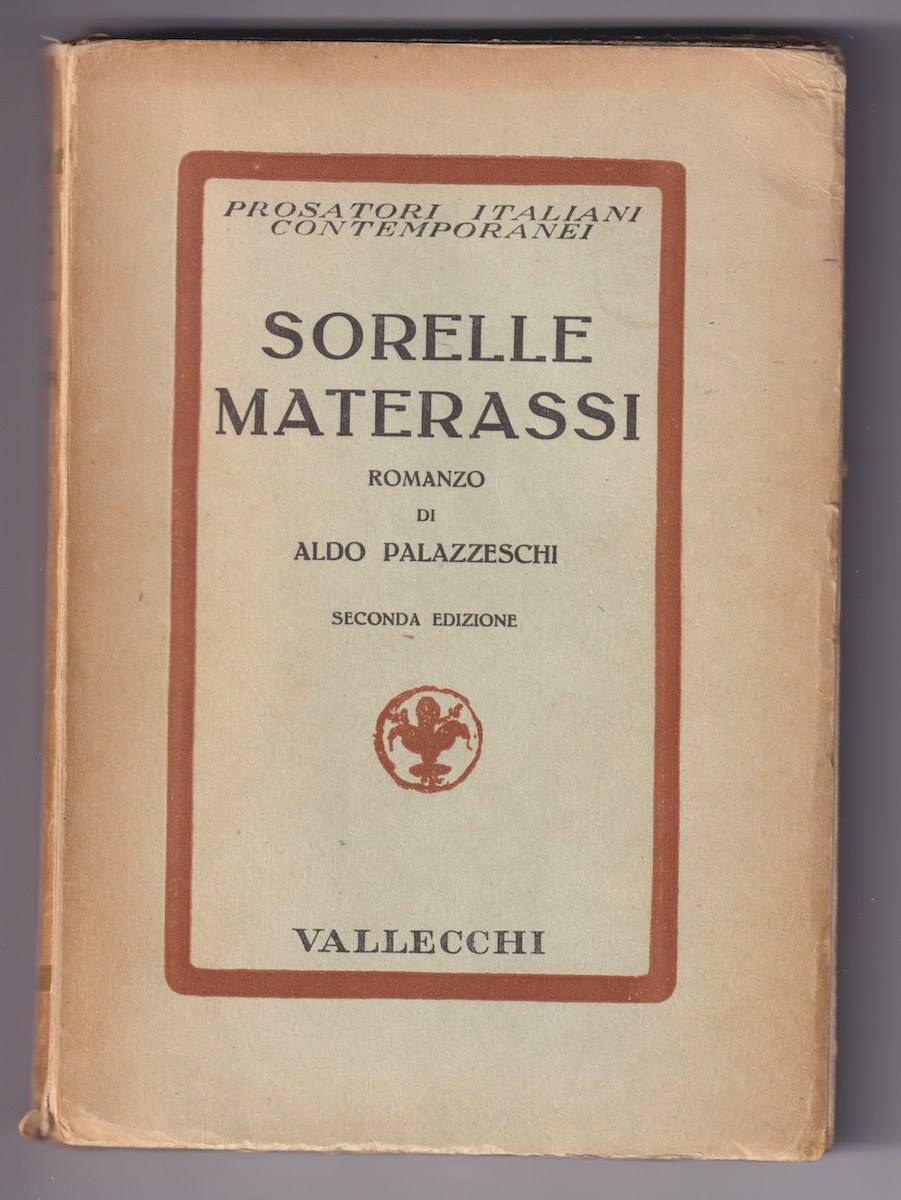 PROSATORI ITALIANI
CONTEMPORANEI
SORELLE
MATERASSI
ROMANZO
DI
ALDO PALAZZESCHI
SECONDA EDIZIONE
VALLECCHI